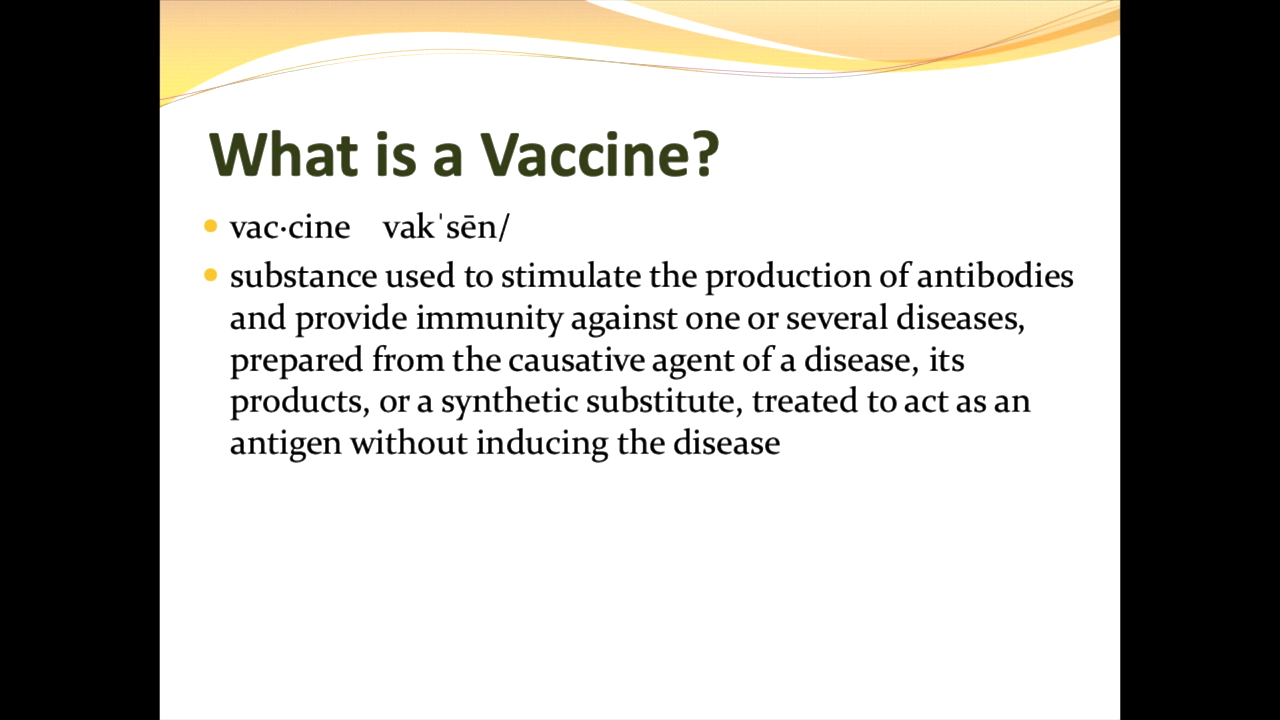 What is a Vaccine?
vac·cine vakˈsēn/
substance used to stimulate the production of antibodies
and provide immunity against one or several diseases,
prepared from the causative agent of a disease, its
products, or a synthetic substitute, treated to act as an
antigen without inducing the disease